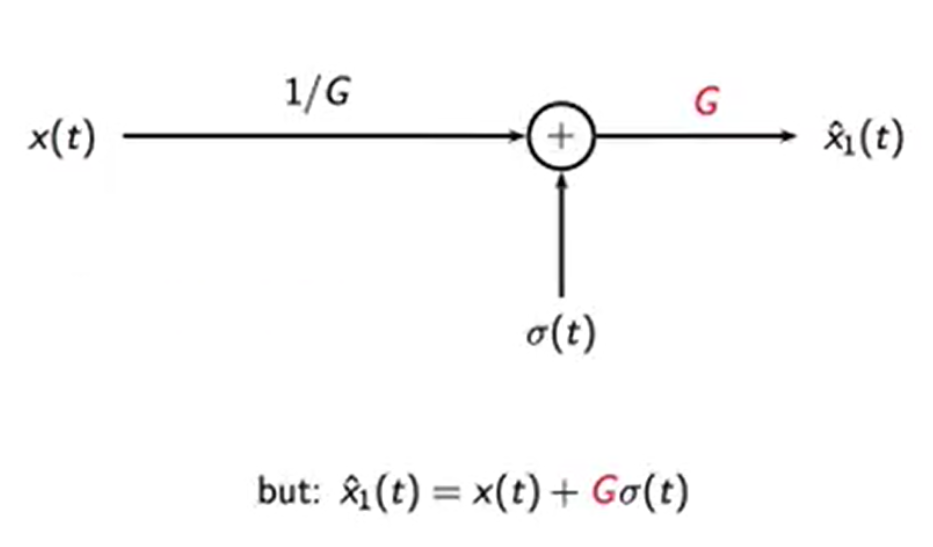 1/G
G
x(t)
+
x̂₁(t)
σ(t)
but: x̂₁(t) = x(t) + Gσ(t)